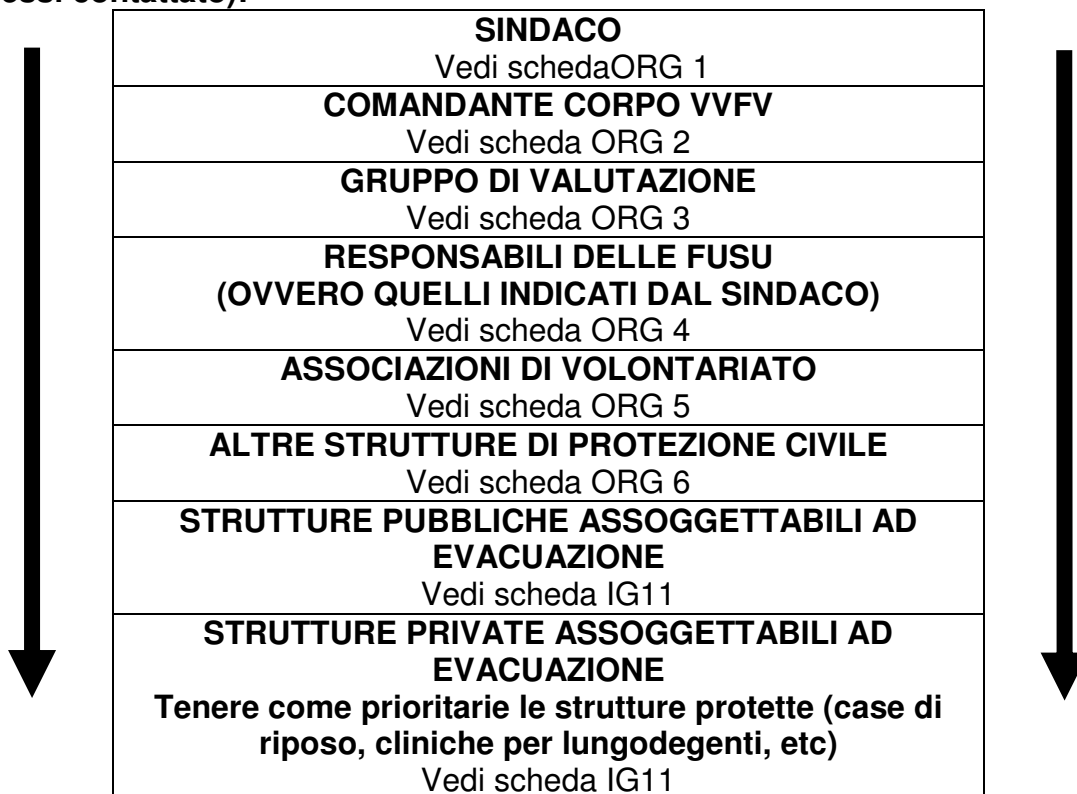 SINDACO
Vedi schedaORG 1
COMANDANTE CORPO VVFV
Vedi scheda ORG 2
GRUPPO DI VALUTAZIONE
Vedi scheda ORG 3
RESPONSABILI DELLE FUSU
(OVVERO QUELLI INDICATI DAL SINDACO)
Vedi scheda ORG 4
ASSOCIAZIONI DI VOLONTARIATO
Vedi scheda ORG 5
ALTRE STRUTTURE DI PROTEZIONE CIVILE
Vedi scheda ORG 6
STRUTTURE PUBBLICHE ASSOGGETTABILI AD
EVACUAZIONE
Vedi scheda IG11
STRUTTURE PRIVATE ASSOGGETTABILI AD
EVACUAZIONE
Tenere come prioritarie le strutture protette (case di
riposo, cliniche per lungodegenti, etc)
Vedi scheda IG11